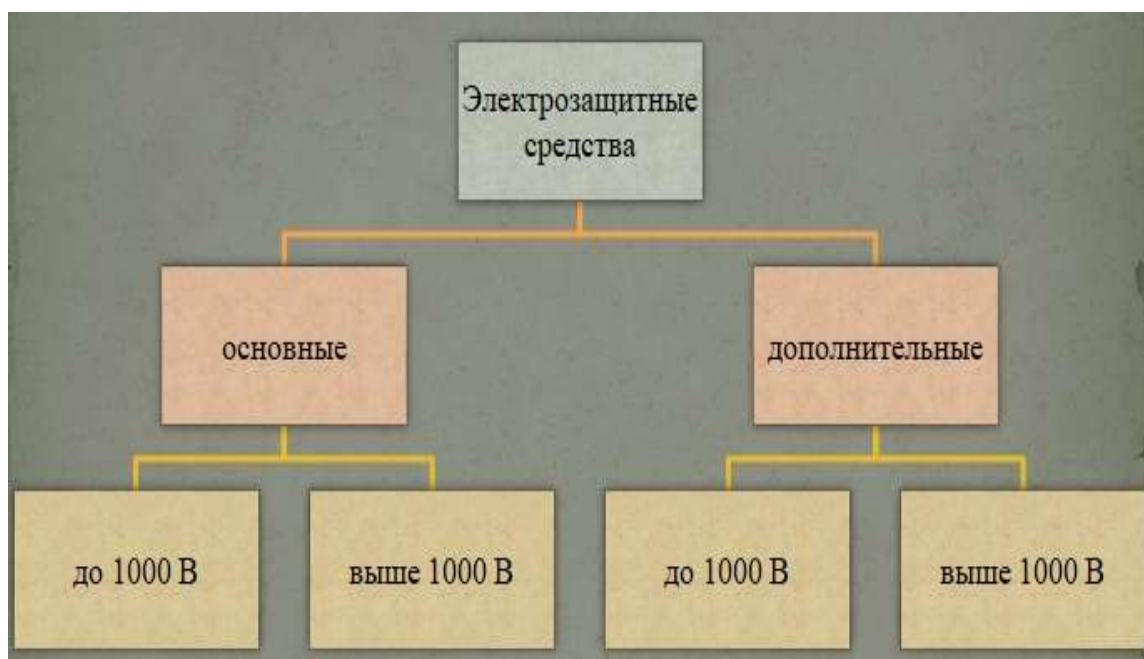 Электрозащитные
средства
основные
дополнительные
до 1000 В
выше 1000 В
до 1000 В
выше 1000 В